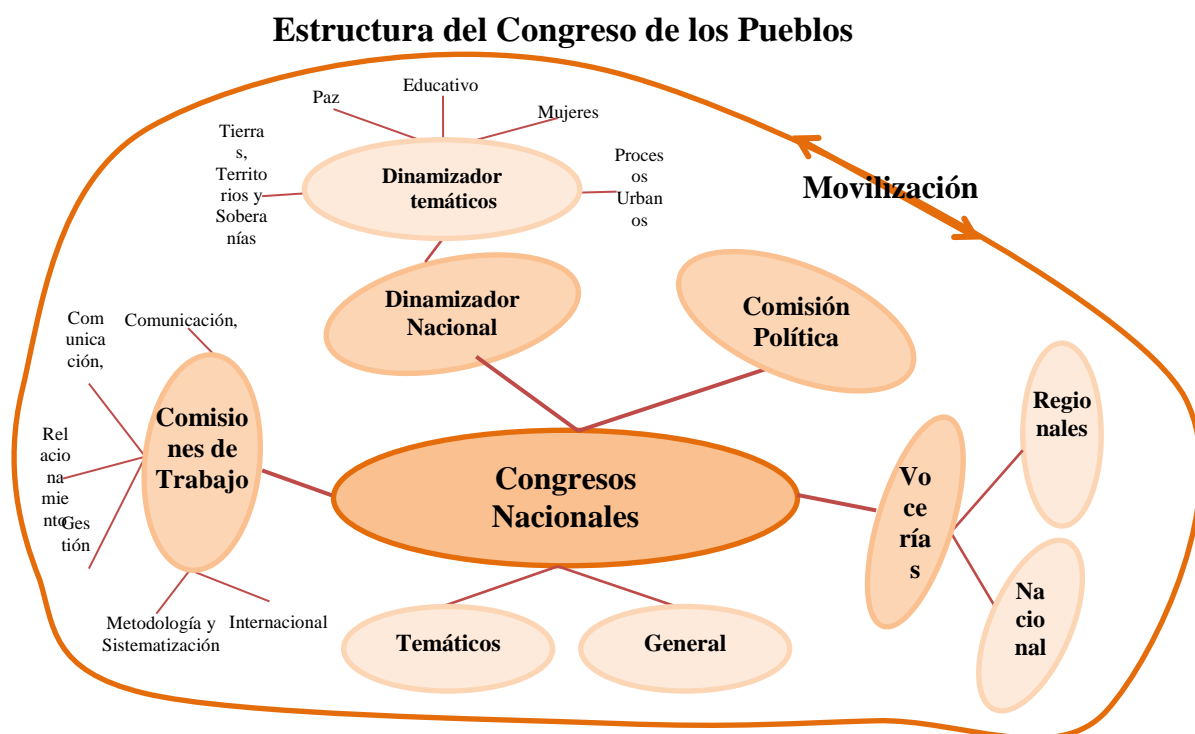 Estructura del Congreso de los Pueblos
Educativo
Paz
Mujeres
Tierra
s,
Territo
rios y
Sobera
nías
Dinamizador
temáticos
Proces
os
Urban
os
Movilización
Dinamizador
Nacional
Comisión
Política
Com
unica
ción,
Comunicación,
Comisio
nes de
Trabajo
Rel
acio
na
mie
nto
Ges
tión
Metodología y
Sistematización
Internacional
Congresos
Nacionales
Temáticos
General
Vo
ce
ría
s
Regio
nales
Na
cio
nal